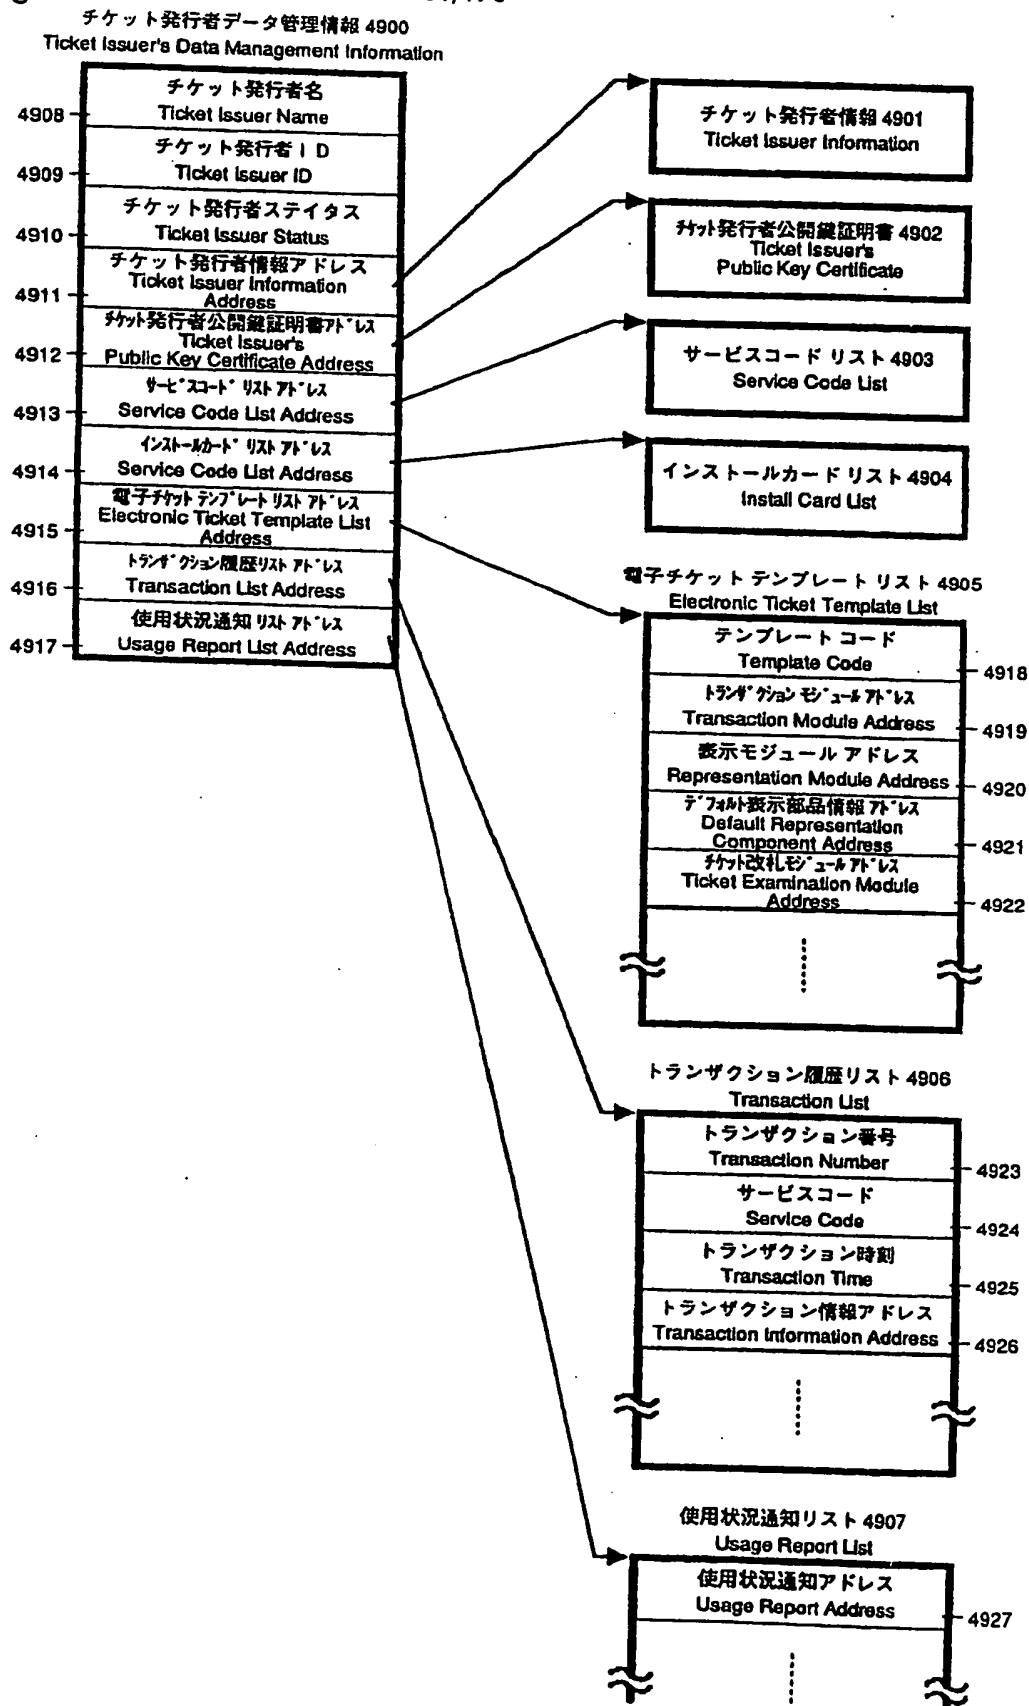 チケット発行者データ管理情報 4900
Ticket Issuer's Data Management Information
チケット発行者名
Ticket Issuer Name
4908
チケット発行者ID
Ticket Issuer ID
4909
チケット発行者ステイタス
Ticket Issuer Status
4910
チケット発行者情報アドレス
Ticket Issuer Information
Address
4911
チケット発行者公開鍵証明書アドレス
Ticket Issuer's
Public Key Certificate Address
4912
サービスコード リスト アドレス
Service Code List Address
4913
インストールカード リスト アドレス
Service Code List Address
4914
電子チケット テンプレート リスト アドレス
Electronic Ticket Template List
Address
4915
トランザクション履歴リスト アドレス
Transaction List Address
4916
使用状況通知 リスト アドレス
Usage Report List Address
4917
チケット発行者情報 4901
Ticket Issuer Information
チケット発行者公開鍵証明書 4902
Ticket Issuer's
Public Key Certificate
サービスコード リスト 4903
Service Code List
インストールカード リスト 4904
Install Card List
電子チケット テンプレート リスト 4905
Electronic Ticket Template List
テンプレート コード
Template Code
4918
トランザクション モジュール アドレス
Transaction Module Address
4919
表示モジュール アドレス
Representation Module Address
4920
デフォルト表示部品情報 アドレス
Default Representation
Component Address
4921
チケット改札モジュール アドレス
Ticket Examination Module
Address
4922
トランザクション履歴リスト 4906
Transaction List
トランザクション番号
Transaction Number
4923
サービスコード
Service Code
4924
トランザクション時刻
Transaction Time
4925
トランザクション情報アドレス
Transaction Information Address
4926
使用状況通知リスト 4907
Usage Report List
使用状況通知アドレス
Usage Report Address
4927